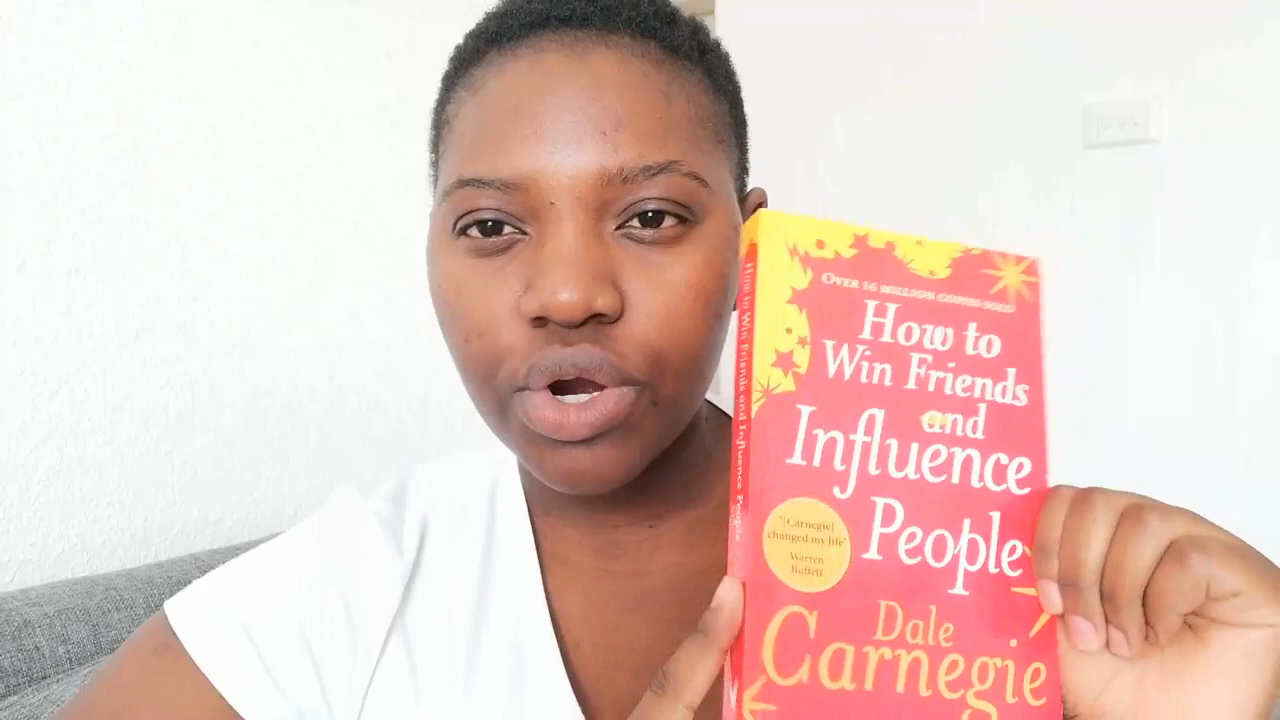 OVER 16 MILLION COPIES SOLD
How to
Win Friends
and
Influence
People
"[Carnegie]
changed my life"
Warren
Buffett
Dale
Carnegie
How to Win Friends and Influence People